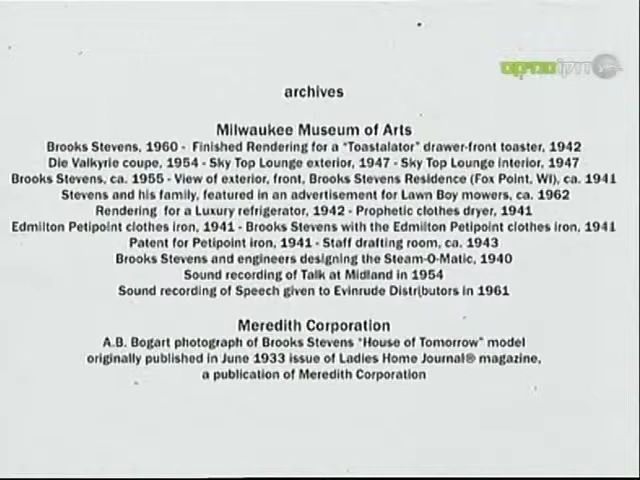 archives
Milwaukee Museum of Arts
Brooks Stevens, 1960 - Finished Rendering for a "Toastalator" drawer-front toaster, 1942
Die Valkyrie coupe, 1954 - Sky Top Lounge exterior, 1947 - Sky Top Lounge interior, 1947
Brooks Stevens, ca. 1955 - View of exterior, front, Brooks Stevens Residence (Fox Point, WI), ca. 1941
Stevens and his family, featured in an advertisement for Lawn Boy mowers, ca. 1962
Rendering for a Luxury refrigerator, 1942 - Prophetic clothes dryer, 1941
Edmilton Petipoint clothes iron, 1941 - Brooks Stevens with the Edmilton Petipoint clothes iron, 1941
Patent for Petipoint iron, 1941 - Staff drafting room, ca. 1943
Brooks Stevens and engineers designing the Steam-O-Matic, 1940
Sound recording of Talk at Midland in 1954
Sound recording of Speech given to Evinrude Distributors in 1961
Meredith Corporation
A.B. Bogart photograph of Brooks Stevens "House of Tomorrow" model
originally published in June 1933 issue of Ladies Home Journal® magazine,
a publication of Meredith Corporation